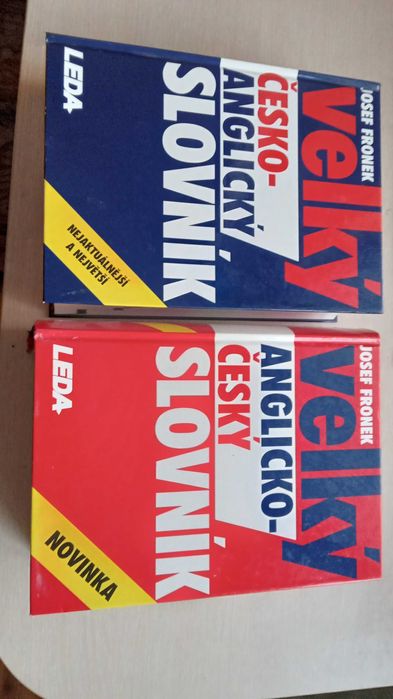 JOSEF FRONEK
velký
ČESKO-
ANGLICKÝ
SLOVNÍK
NEJAKTUÁLNĚJŠÍ
A NEJVĚTŠÍ
LEDA
JOSEF FRONEK
velký
ANGLICKO-
ČESKÝ
SLOVNÍK
NOVINKA
LEDA